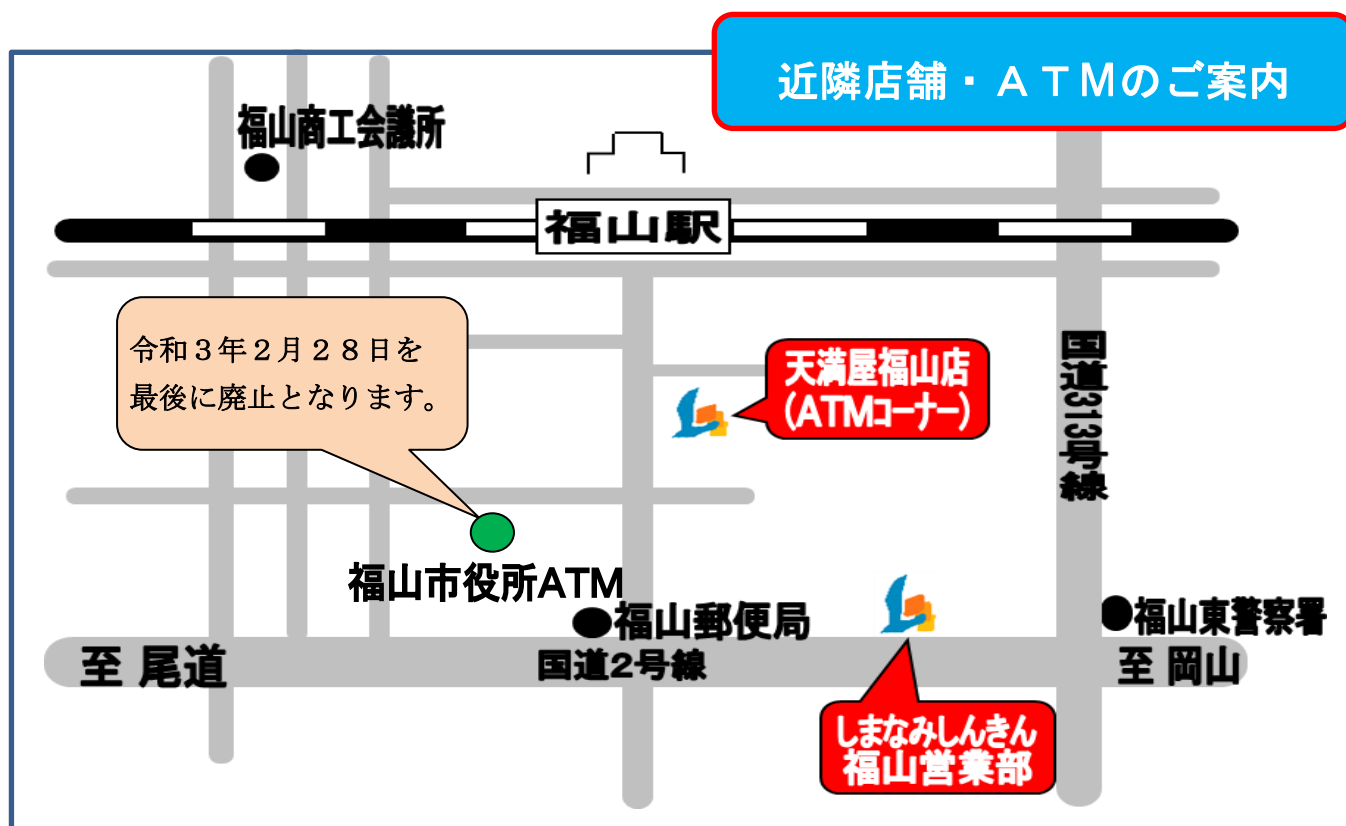 近隣店舗・ＡＴＭのご案内
福山商工会議所
福山駅
令和３年２月２８日を
最後に廃止となります。
天満屋福山店
(ATMコーナー)
国道313号線
福山市役所ATM
福山郵便局
福山東警察署
至 尾道
国道2号線
至 岡山
しまなみしんきん
福山営業部